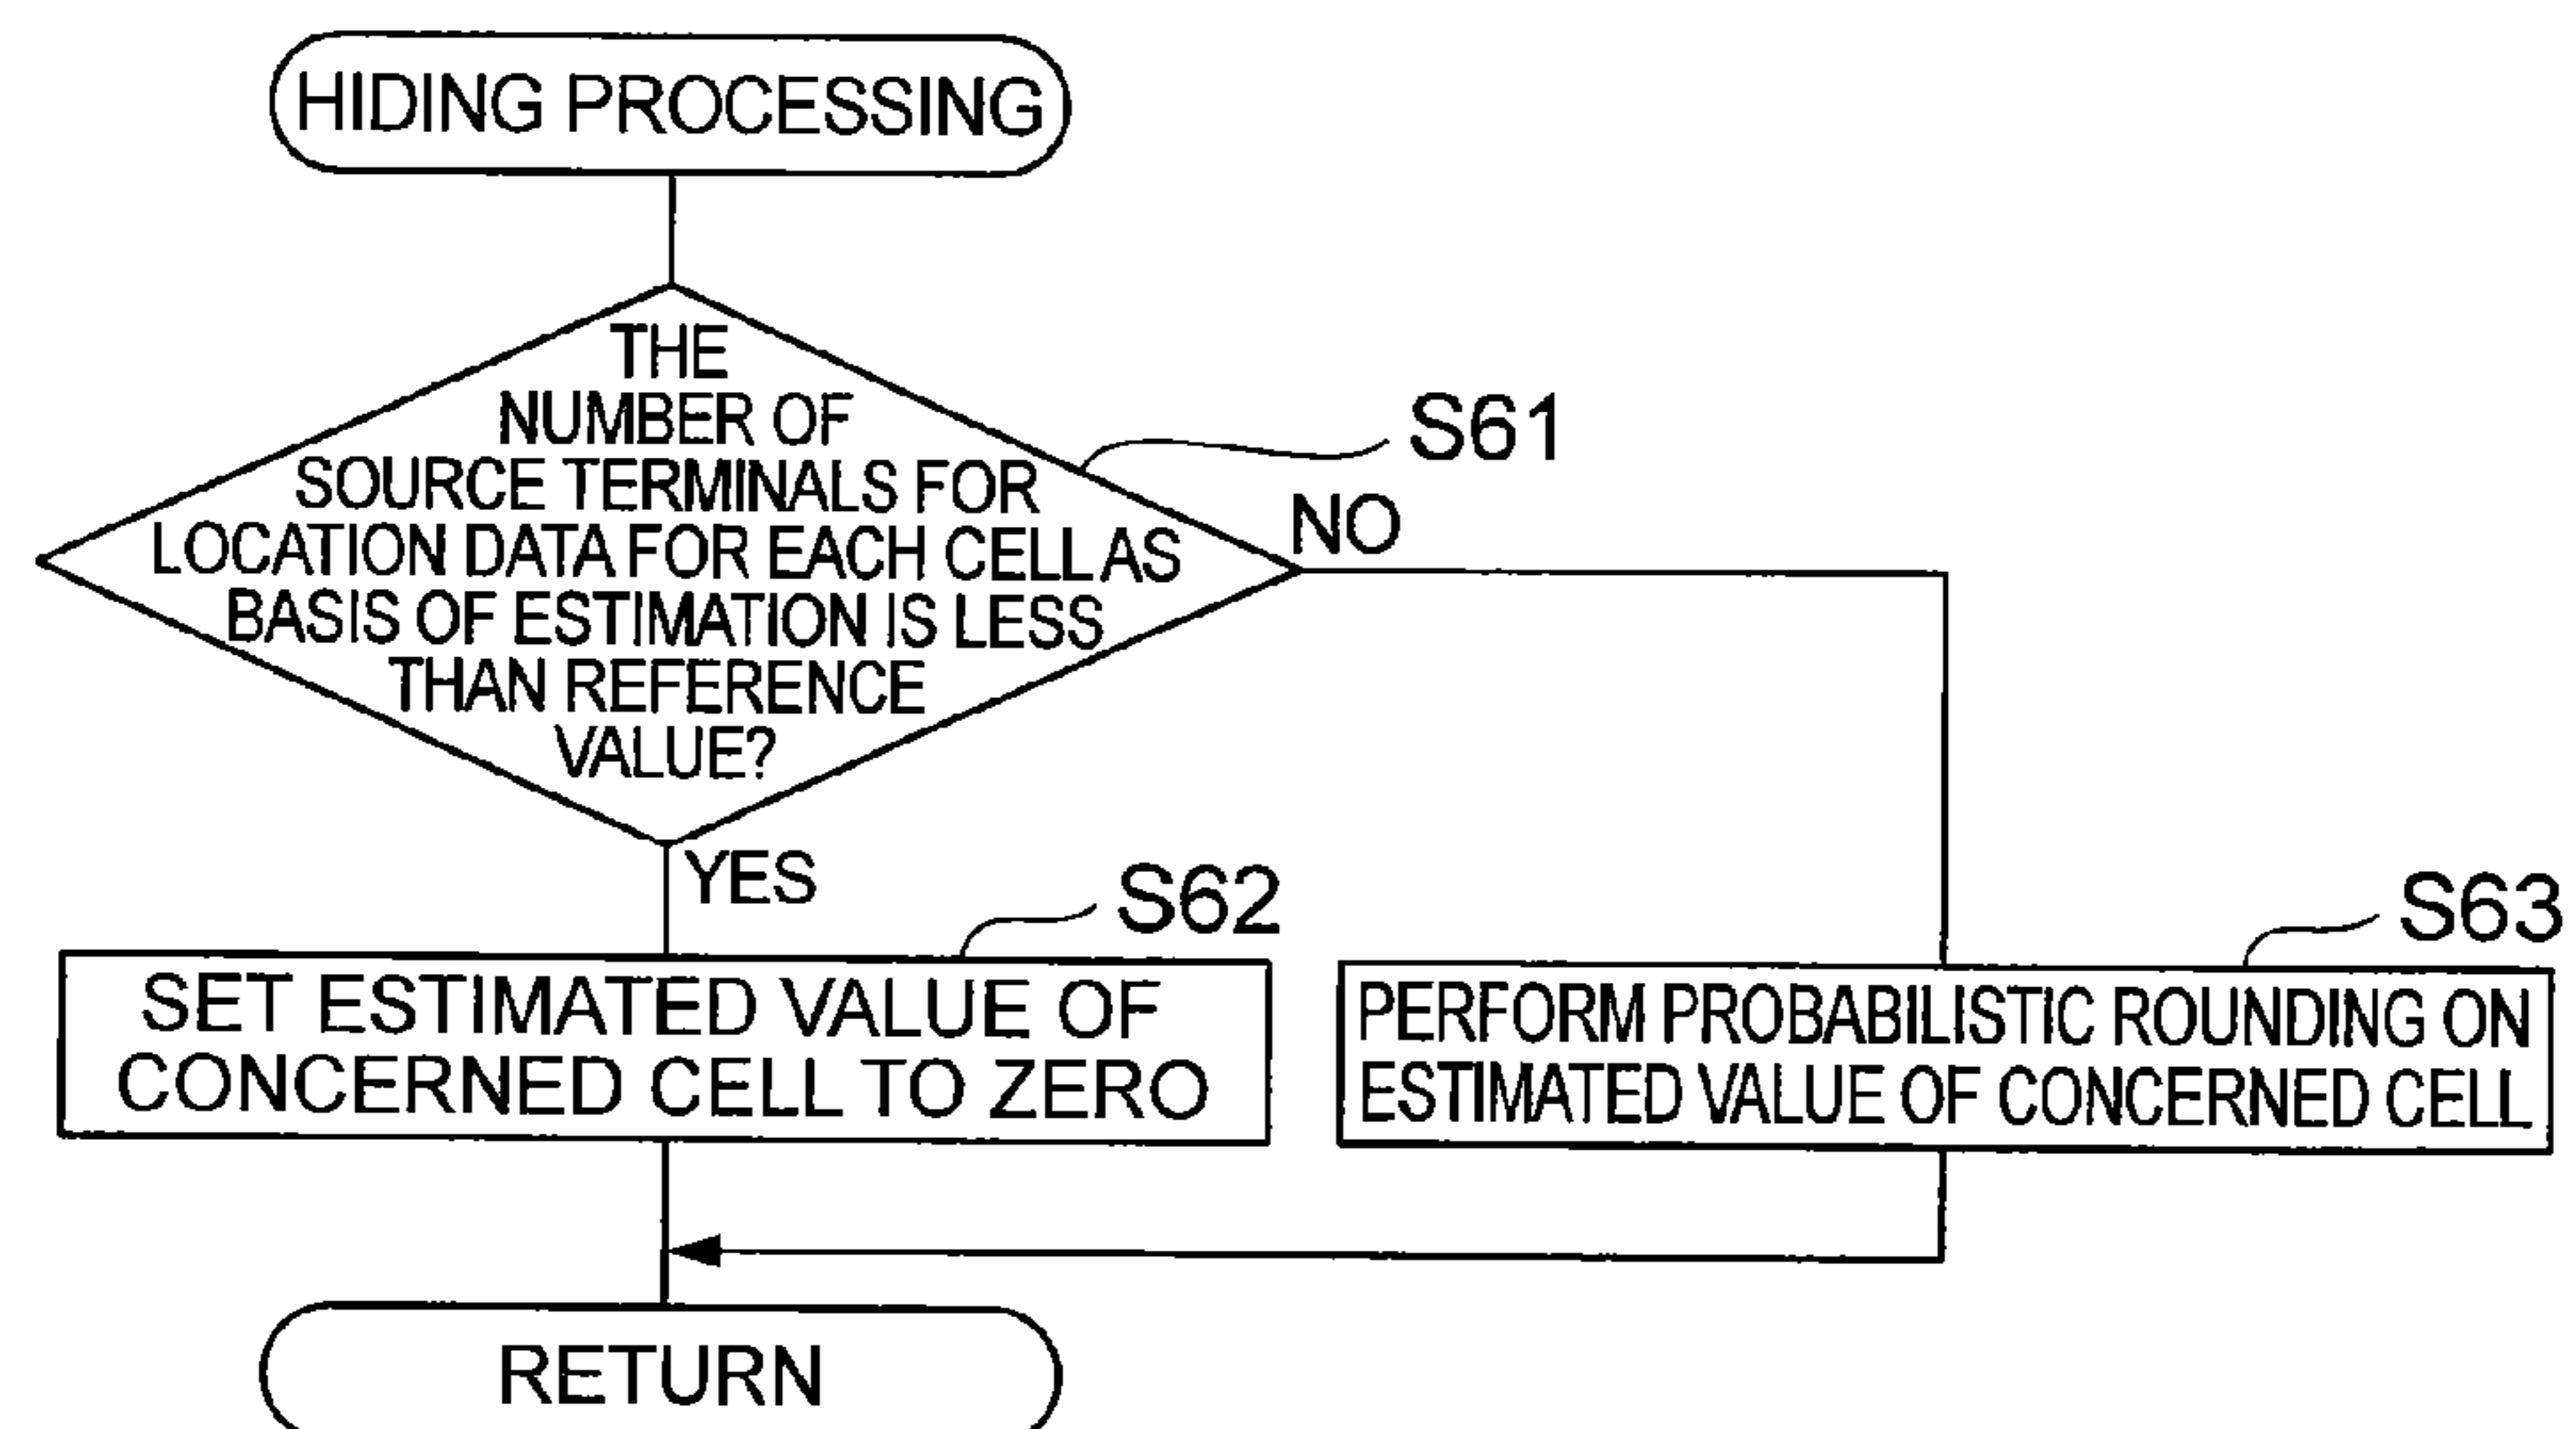 HIDING PROCESSING
THE
NUMBER OF
SOURCE TERMINALS FOR
LOCATION DATA FOR EACH CELL AS
BASIS OF ESTIMATION IS LESS
THAN REFERENCE
VALUE?
S61
NO
YES
S62
SET ESTIMATED VALUE OF
CONCERNED CELL TO ZERO
S63
PERFORM PROBABILISTIC ROUNDING ON
ESTIMATED VALUE OF CONCERNED CELL
RETURN